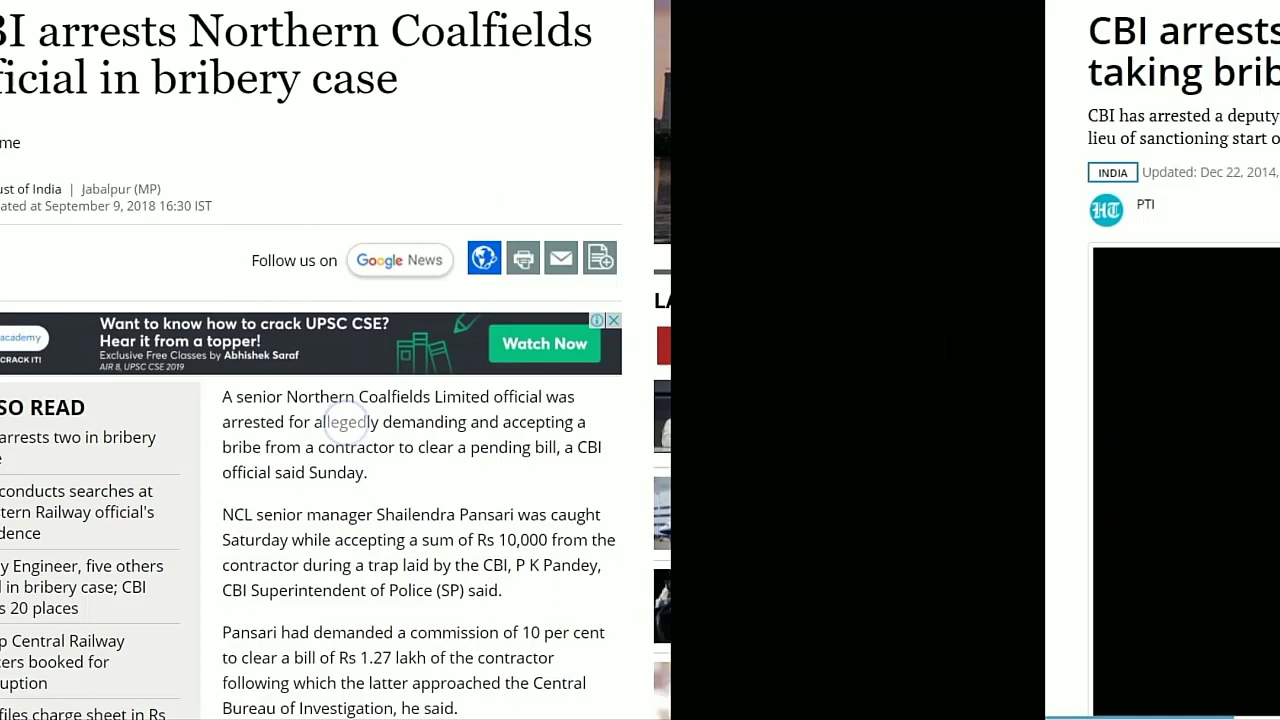 BI arrests Northern Coalfields
ficial in bribery case
me
ust of India | Jabalpur (MP)
ated at September 9, 2018 16:30 IST
Follow us on Google News
academy
CRACK IT!
Want to know how to crack UPSC CSE?
Hear it from a topper!
Exclusive Free Classes by Abhishek Saraf
AIR 8, UPSC CSE 2019
Watch Now
SO READ
arrests two in bribery
e
conducts searches at
tern Railway official's
dence
y Engineer, five others
l in bribery case; CBI
s 20 places
p Central Railway
cers booked for
uption
files charge sheet in Rs
A senior Northern Coalfields Limited official was
arrested for allegedly demanding and accepting a
bribe from a contractor to clear a pending bill, a CBI
official said Sunday.
NCL senior manager Shailendra Pansari was caught
Saturday while accepting a sum of Rs 10,000 from the
contractor during a trap laid by the CBI, P K Pandey,
CBI Superintendent of Police (SP) said.
Pansari had demanded a commission of 10 per cent
to clear a bill of Rs 1.27 lakh of the contractor
following which the latter approached the Central
Bureau of Investigation, he said.
LA
CBI arrests
taking brib
CBI has arrested a deputy
lieu of sanctioning start o
INDIA Updated: Dec 22, 2014,
HT PTI